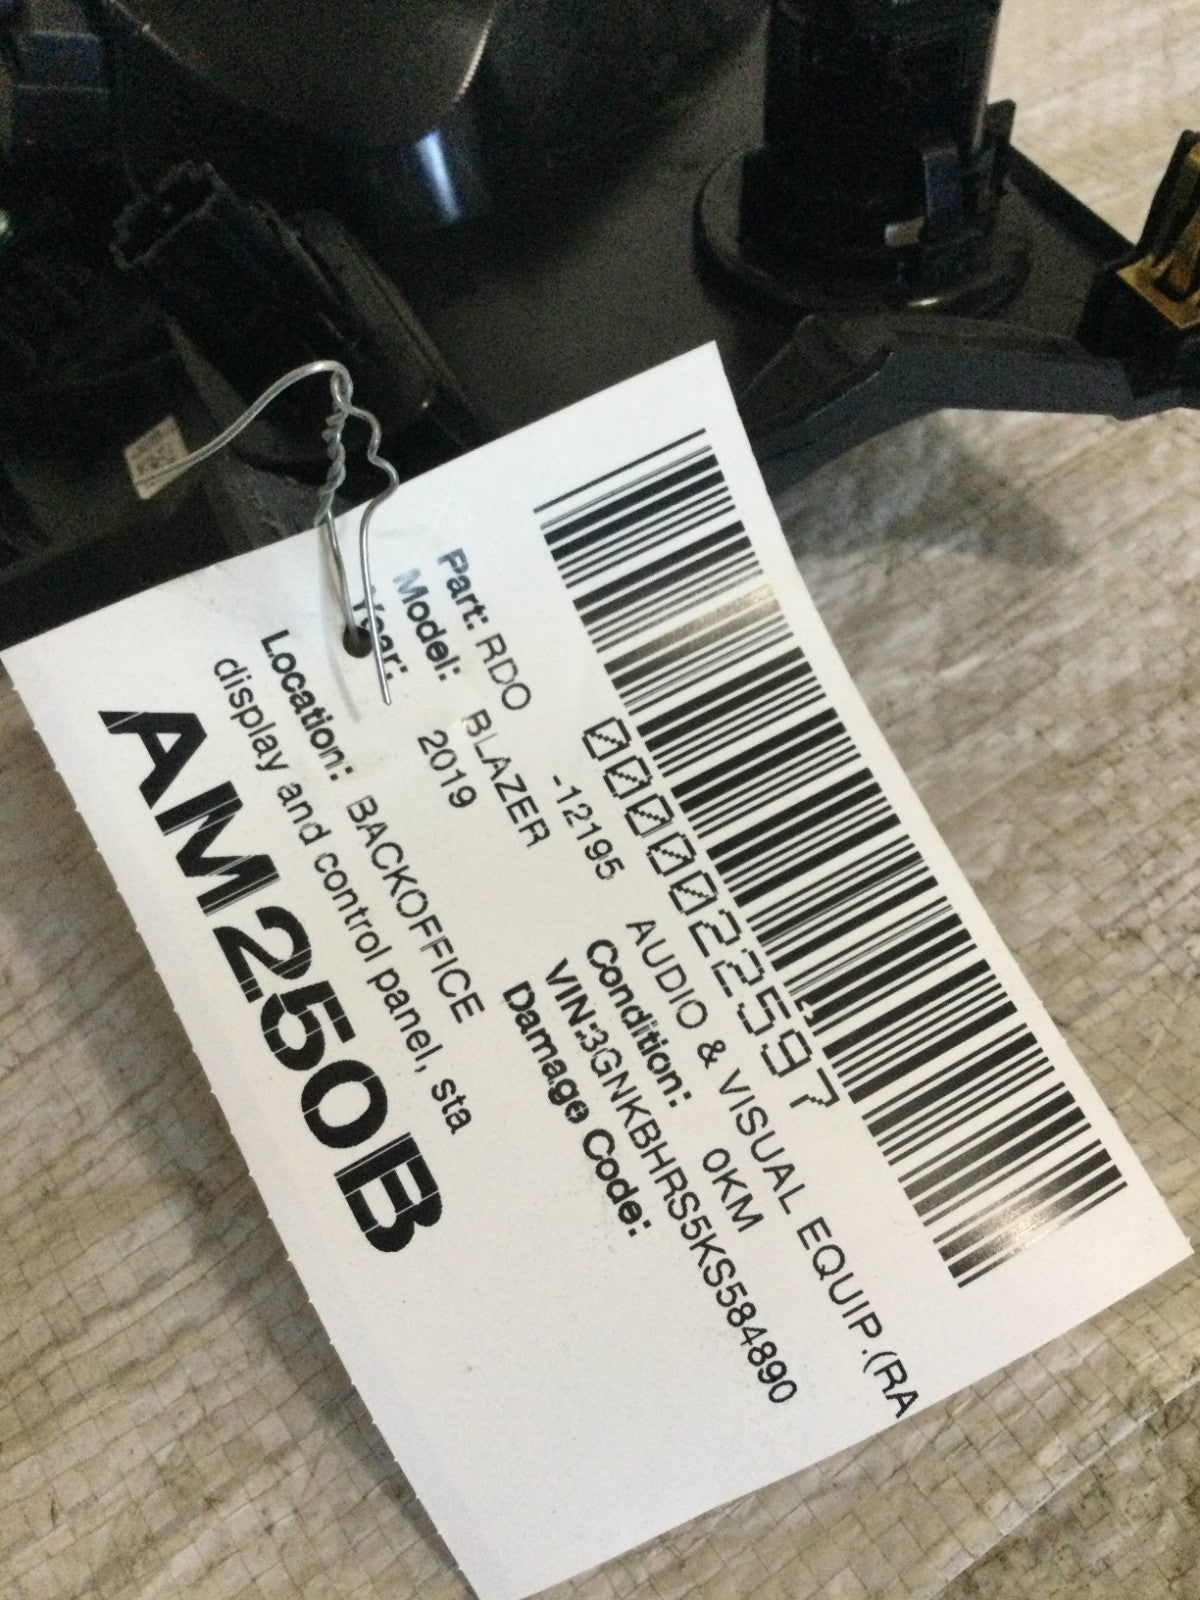 000022597
Part: RDO -12195 AUDIO & VISUAL EQUIP.(RA
Model: BLAZER Condition: 0KM
Year: 2019 VIN:3GNKBHRS5KS584890
Damage Code:
Location: BACKOFFICE
display and control panel, sta
AM250B